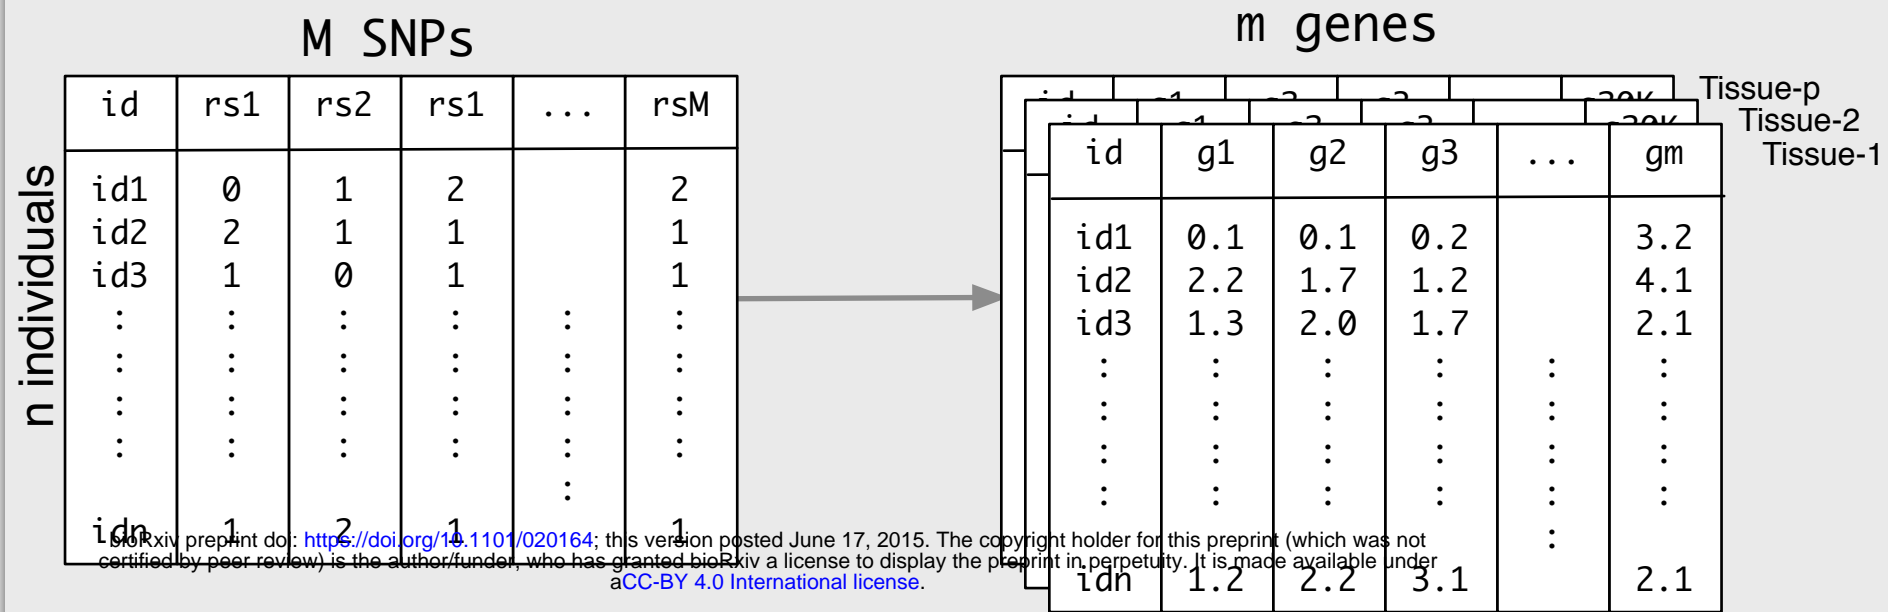 M SNPs
m genes
n individuals
id rs1 rs2 rs1 ... rsM
id1 0 1 2 2
id2 2 1 1 1
id3 1 0 1 1
: : : : : :
: : : : : :
: : : : : :
: : : : : :
:
idn 1 2 1 1
Tissue-p
Tissue-2
Tissue-1
id g1 g2 g3 ... gm
id1 0.1 0.1 0.2 3.2
id2 2.2 1.7 1.2 4.1
id3 1.3 2.0 1.7 2.1
: : : : : :
: : : : : :
: : : : : :
: : : : : :
:
idn 1.2 2.2 3.1 2.1
bioRxiv preprint doi: https://doi.org/10.1101/020164; this version posted June 17, 2015. The copyright holder for this preprint (which was not
certified by peer review) is the author/funder, who has granted bioRxiv a license to display the preprint in perpetuity. It is made available under
aCC-BY 4.0 International license.